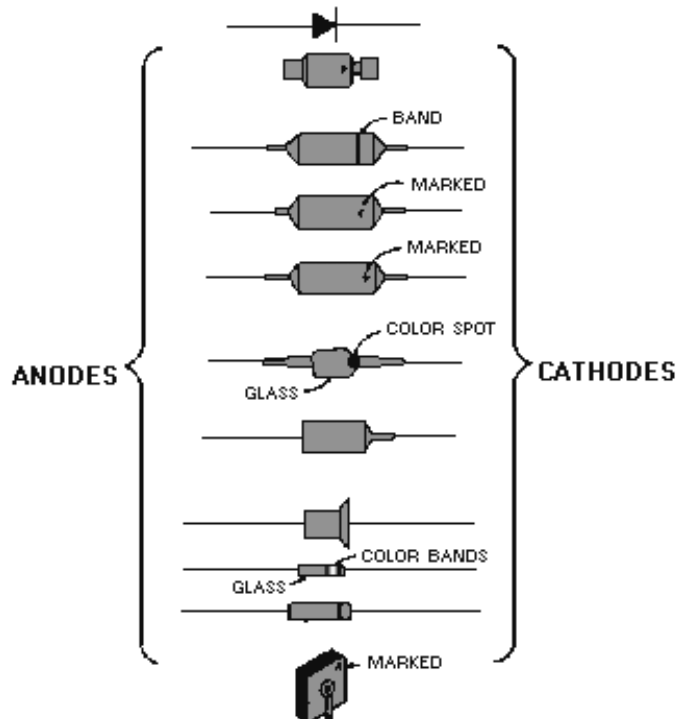 BAND
MARKED
MARKED
COLOR SPOT
ANODES
CATHODES
GLASS
COLOR BANDS
GLASS
MARKED